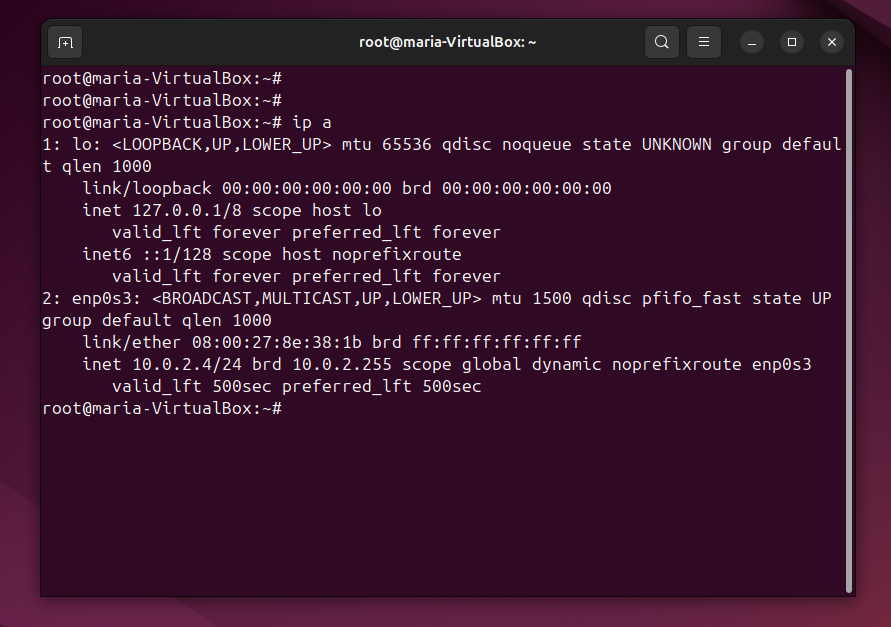 root@maria-VirtualBox: ~
root@maria-VirtualBox:~#
root@maria-VirtualBox:~#
root@maria-VirtualBox:~# ip a
1: lo: <LOOPBACK,UP,LOWER_UP> mtu 65536 qdisc noqueue state UNKNOWN group defaul
t qlen 1000
    link/loopback 00:00:00:00:00:00 brd 00:00:00:00:00:00
    inet 127.0.0.1/8 scope host lo
       valid_lft forever preferred_lft forever
    inet6 ::1/128 scope host noprefixroute
       valid_lft forever preferred_lft forever
2: enp0s3: <BROADCAST,MULTICAST,UP,LOWER_UP> mtu 1500 qdisc pfifo_fast state UP
group default qlen 1000
    link/ether 08:00:27:8e:38:1b brd ff:ff:ff:ff:ff:ff
    inet 10.0.2.4/24 brd 10.0.2.255 scope global dynamic noprefixroute enp0s3
       valid_lft 500sec preferred_lft 500sec
root@maria-VirtualBox:~#